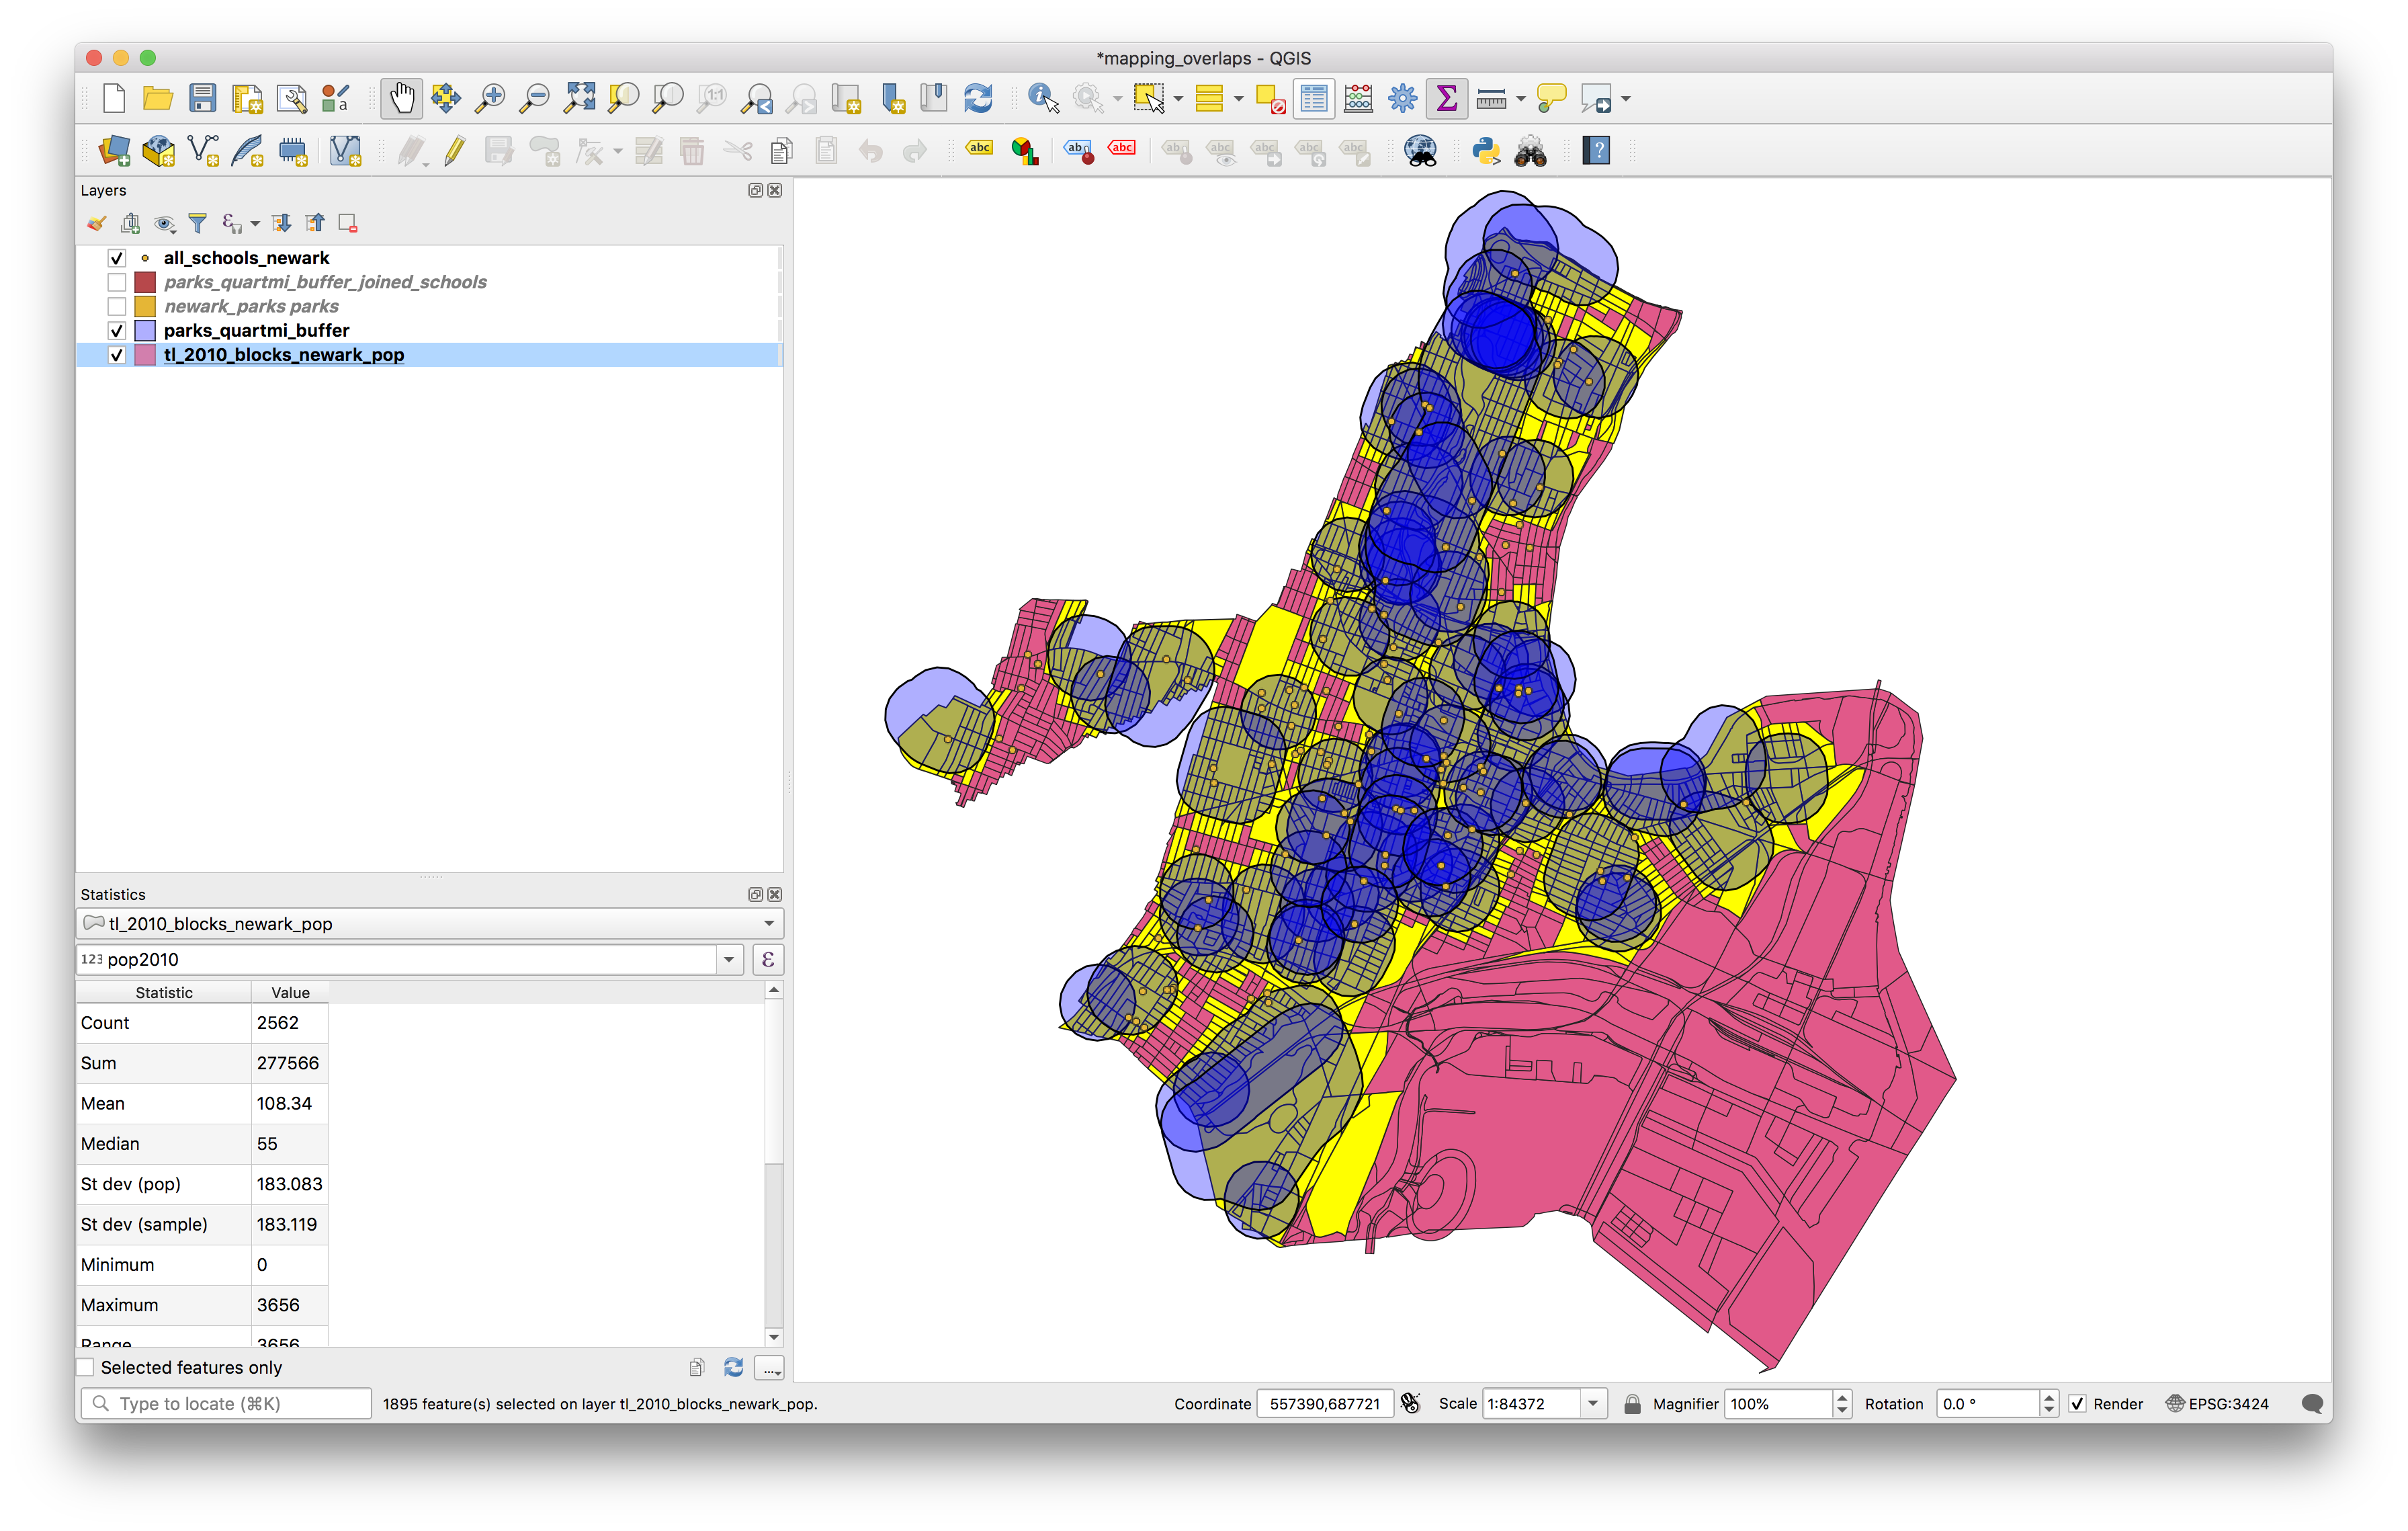 *mapping_overlaps - QGIS
Layers
all_schools_newark
parks_quartmi_buffer_joined_schools
newark_parks parks
parks_quartmi_buffer
tl_2010_blocks_newark_pop
Statistics
tl_2010_blocks_newark_pop
123 pop2010
Statistic Value
Count 2562
Sum 277566
Mean 108.34
Median 55
St dev (pop) 183.083
St dev (sample) 183.119
Minimum 0
Maximum 3656
Range 3656
Selected features only
Type to locate (⌘K) 1895 feature(s) selected on layer tl_2010_blocks_newark_pop. Coordinate 557390,687721 Scale 1:84372 Magnifier 100% Rotation 0.0 ° Render EPSG:3424